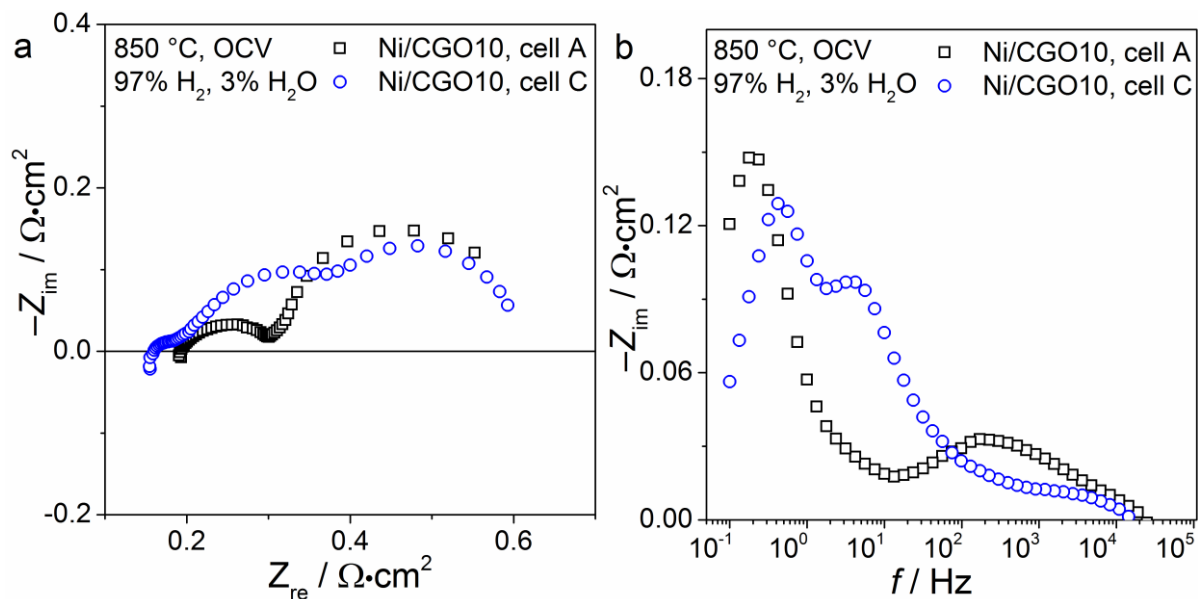 a
850 °C, OCV □ Ni/CGO10, cell A
97% H₂, 3% H₂O ○ Ni/CGO10, cell C
0.4
0.2
0.0
-0.2
−Z_im / Ω•cm²
0.2 0.4 0.6
Z_re / Ω•cm²
b
850 °C, OCV □ Ni/CGO10, cell A
97% H₂, 3% H₂O ○ Ni/CGO10, cell C
0.18
0.12
0.06
0.00
−Z_im / Ω•cm²
10⁻¹ 10⁰ 10¹ 10² 10³ 10⁴ 10⁵
f / Hz